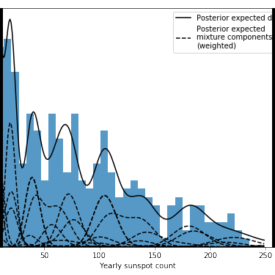 Posterior expected d
Posterior expected
mixture components
(weighted)
50
100
150
200
250
Yearly sunspot count